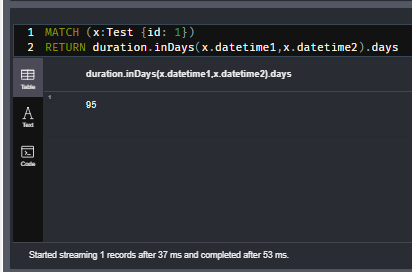 1 MATCH (x:Test {id: 1})
2 RETURN duration.inDays(x.datetime1,x.datetime2).days
Table
duration.inDays(x.datetime1,x.datetime2).days
1
95
A
Text
Code
Started streaming 1 records after 37 ms and completed after 53 ms.